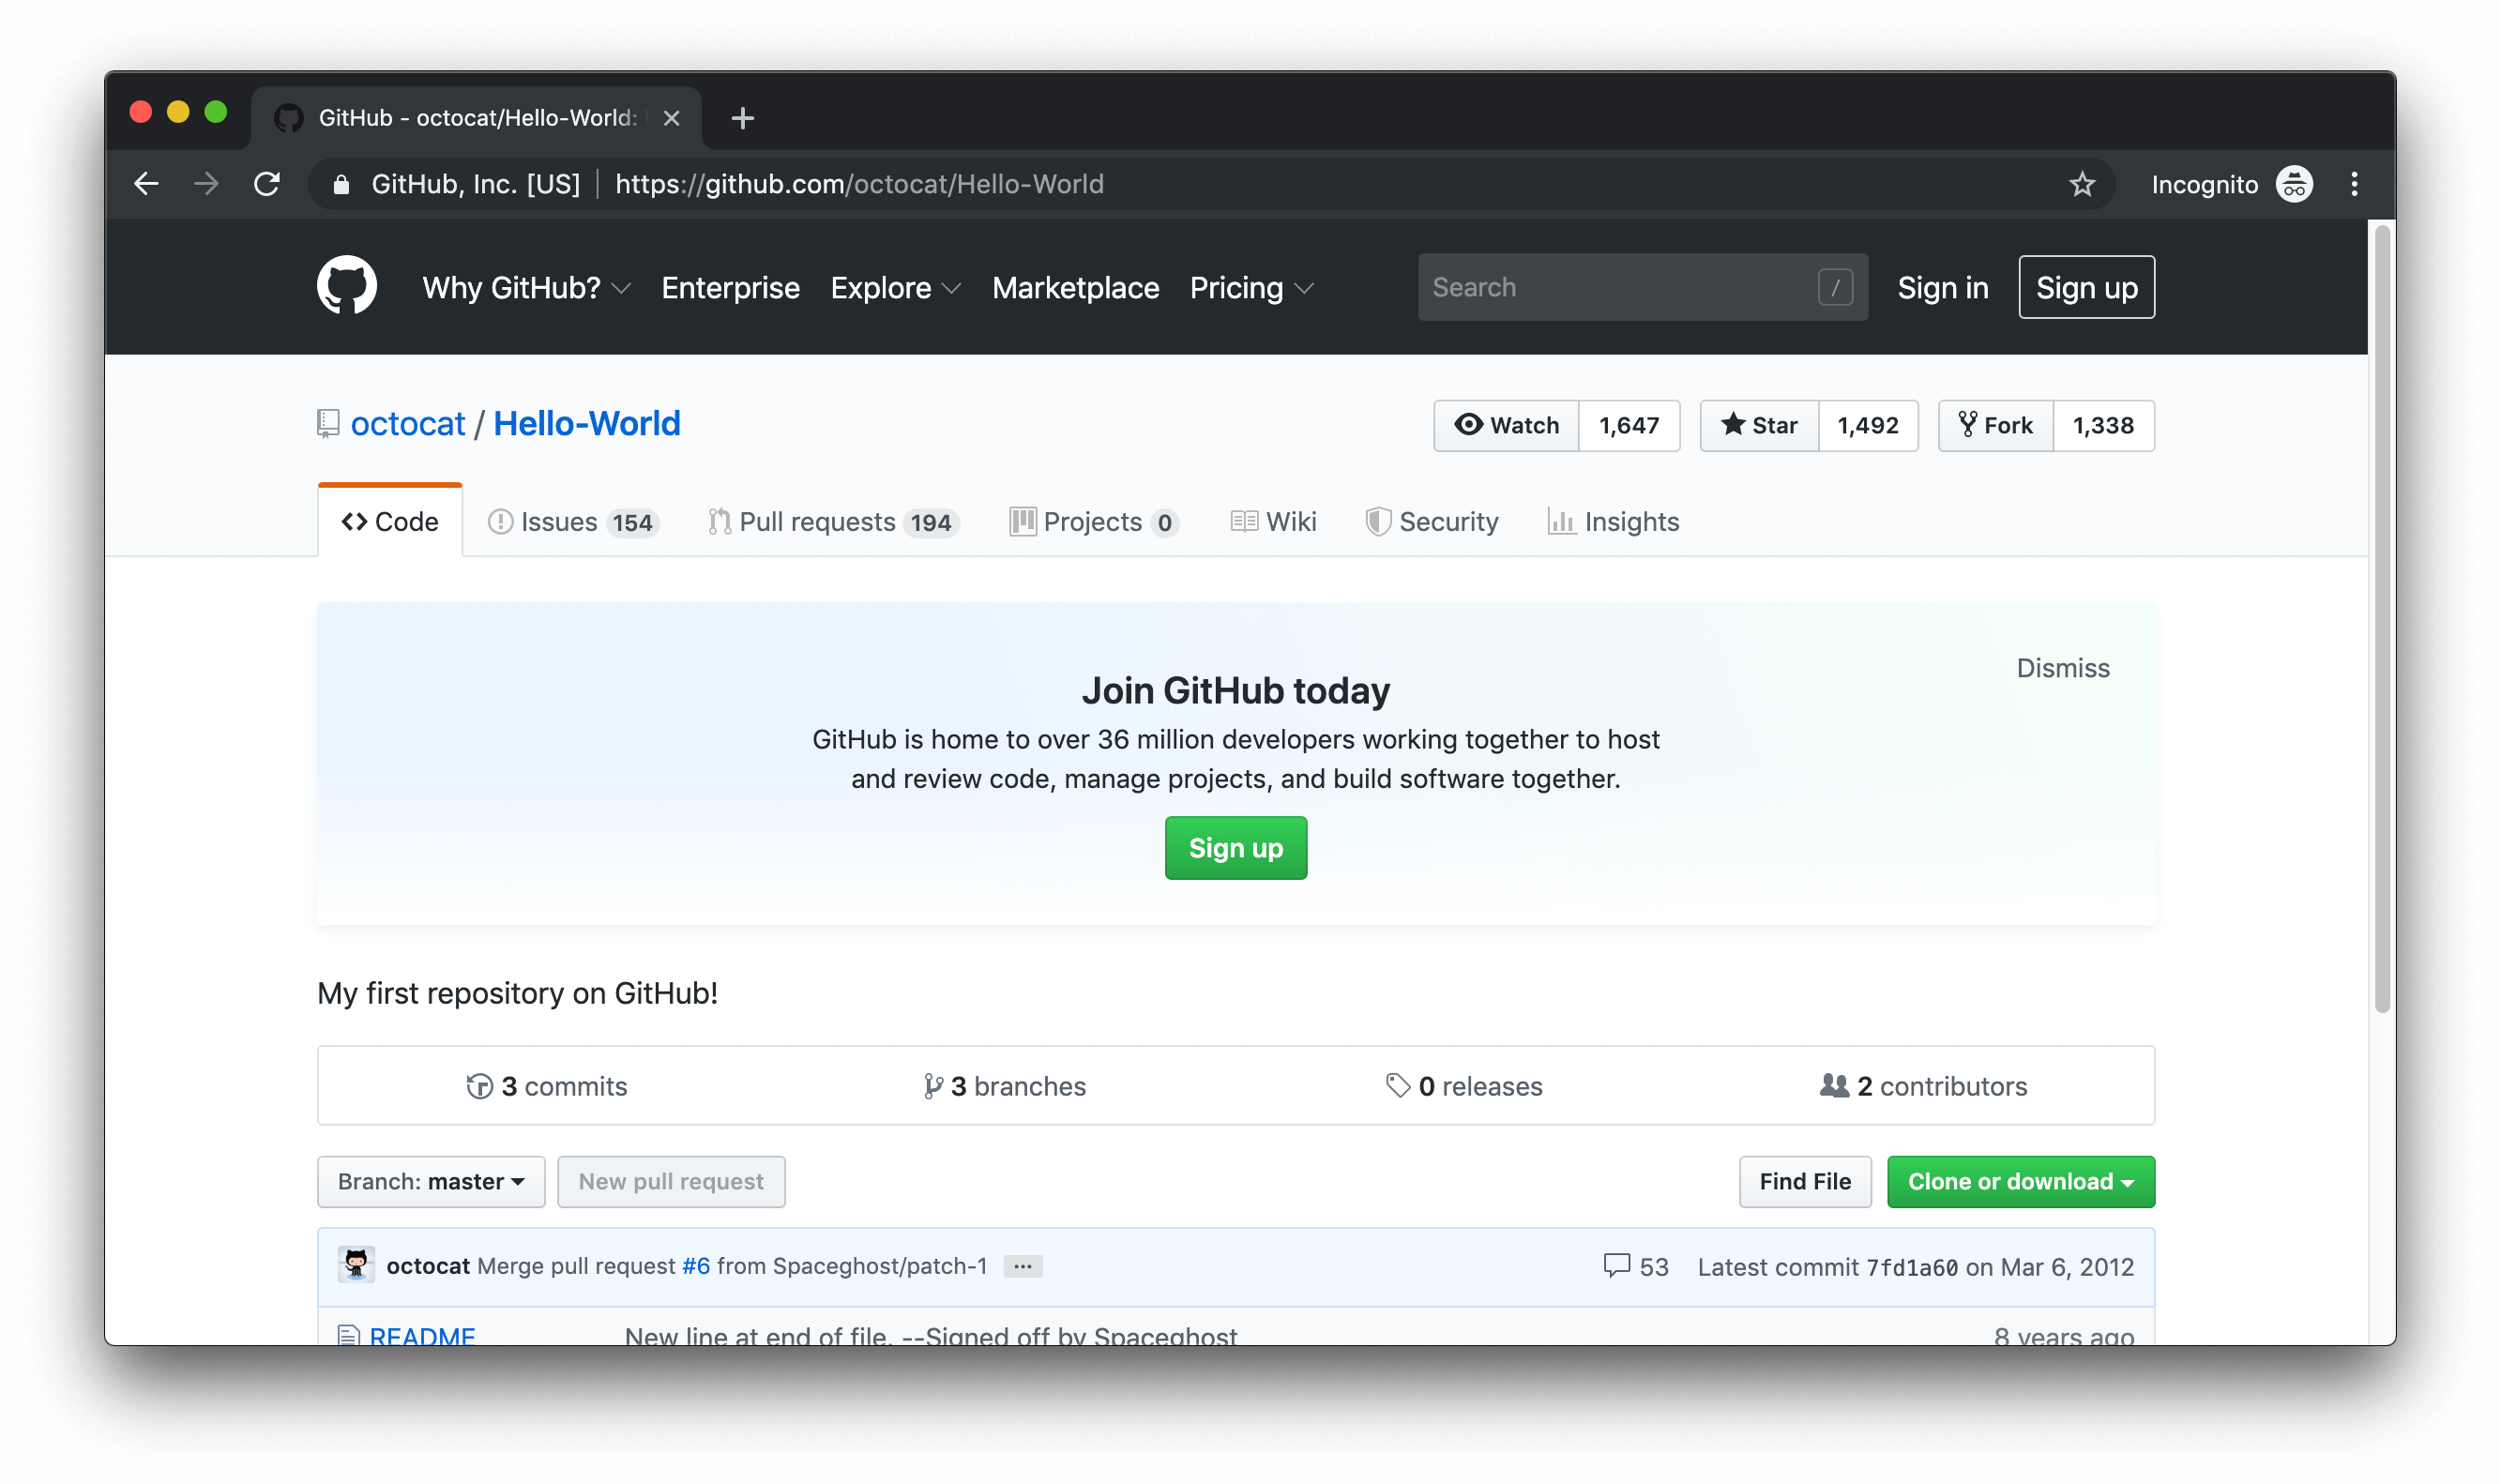 GitHub - octocat/Hello-World:
GitHub, Inc. [US] | https://github.com/octocat/Hello-World
Incognito
Why GitHub? Enterprise Explore Marketplace Pricing Search / Sign in Sign up
octocat / Hello-World
Watch 1,647 Star 1,492 Fork 1,338
Code Issues 154 Pull requests 194 Projects 0 Wiki Security Insights
Dismiss
Join GitHub today
GitHub is home to over 36 million developers working together to host
and review code, manage projects, and build software together.
Sign up
My first repository on GitHub!
3 commits 3 branches 0 releases 2 contributors
Branch: master New pull request Find File Clone or download
octocat Merge pull request #6 from Spaceghost/patch-1 ... 53 Latest commit 7fd1a60 on Mar 6, 2012
README New line at end of file. --Signed off by Spaceghost 8 years ago